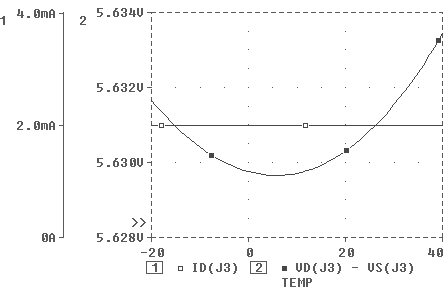 1 4.0mA 2 5.634V
5.632V
2.0mA
5.630V
>>
0A 5.628V
-20 0 20 40
1 ID(J3) 2 VD(J3) - VS(J3)
TEMP